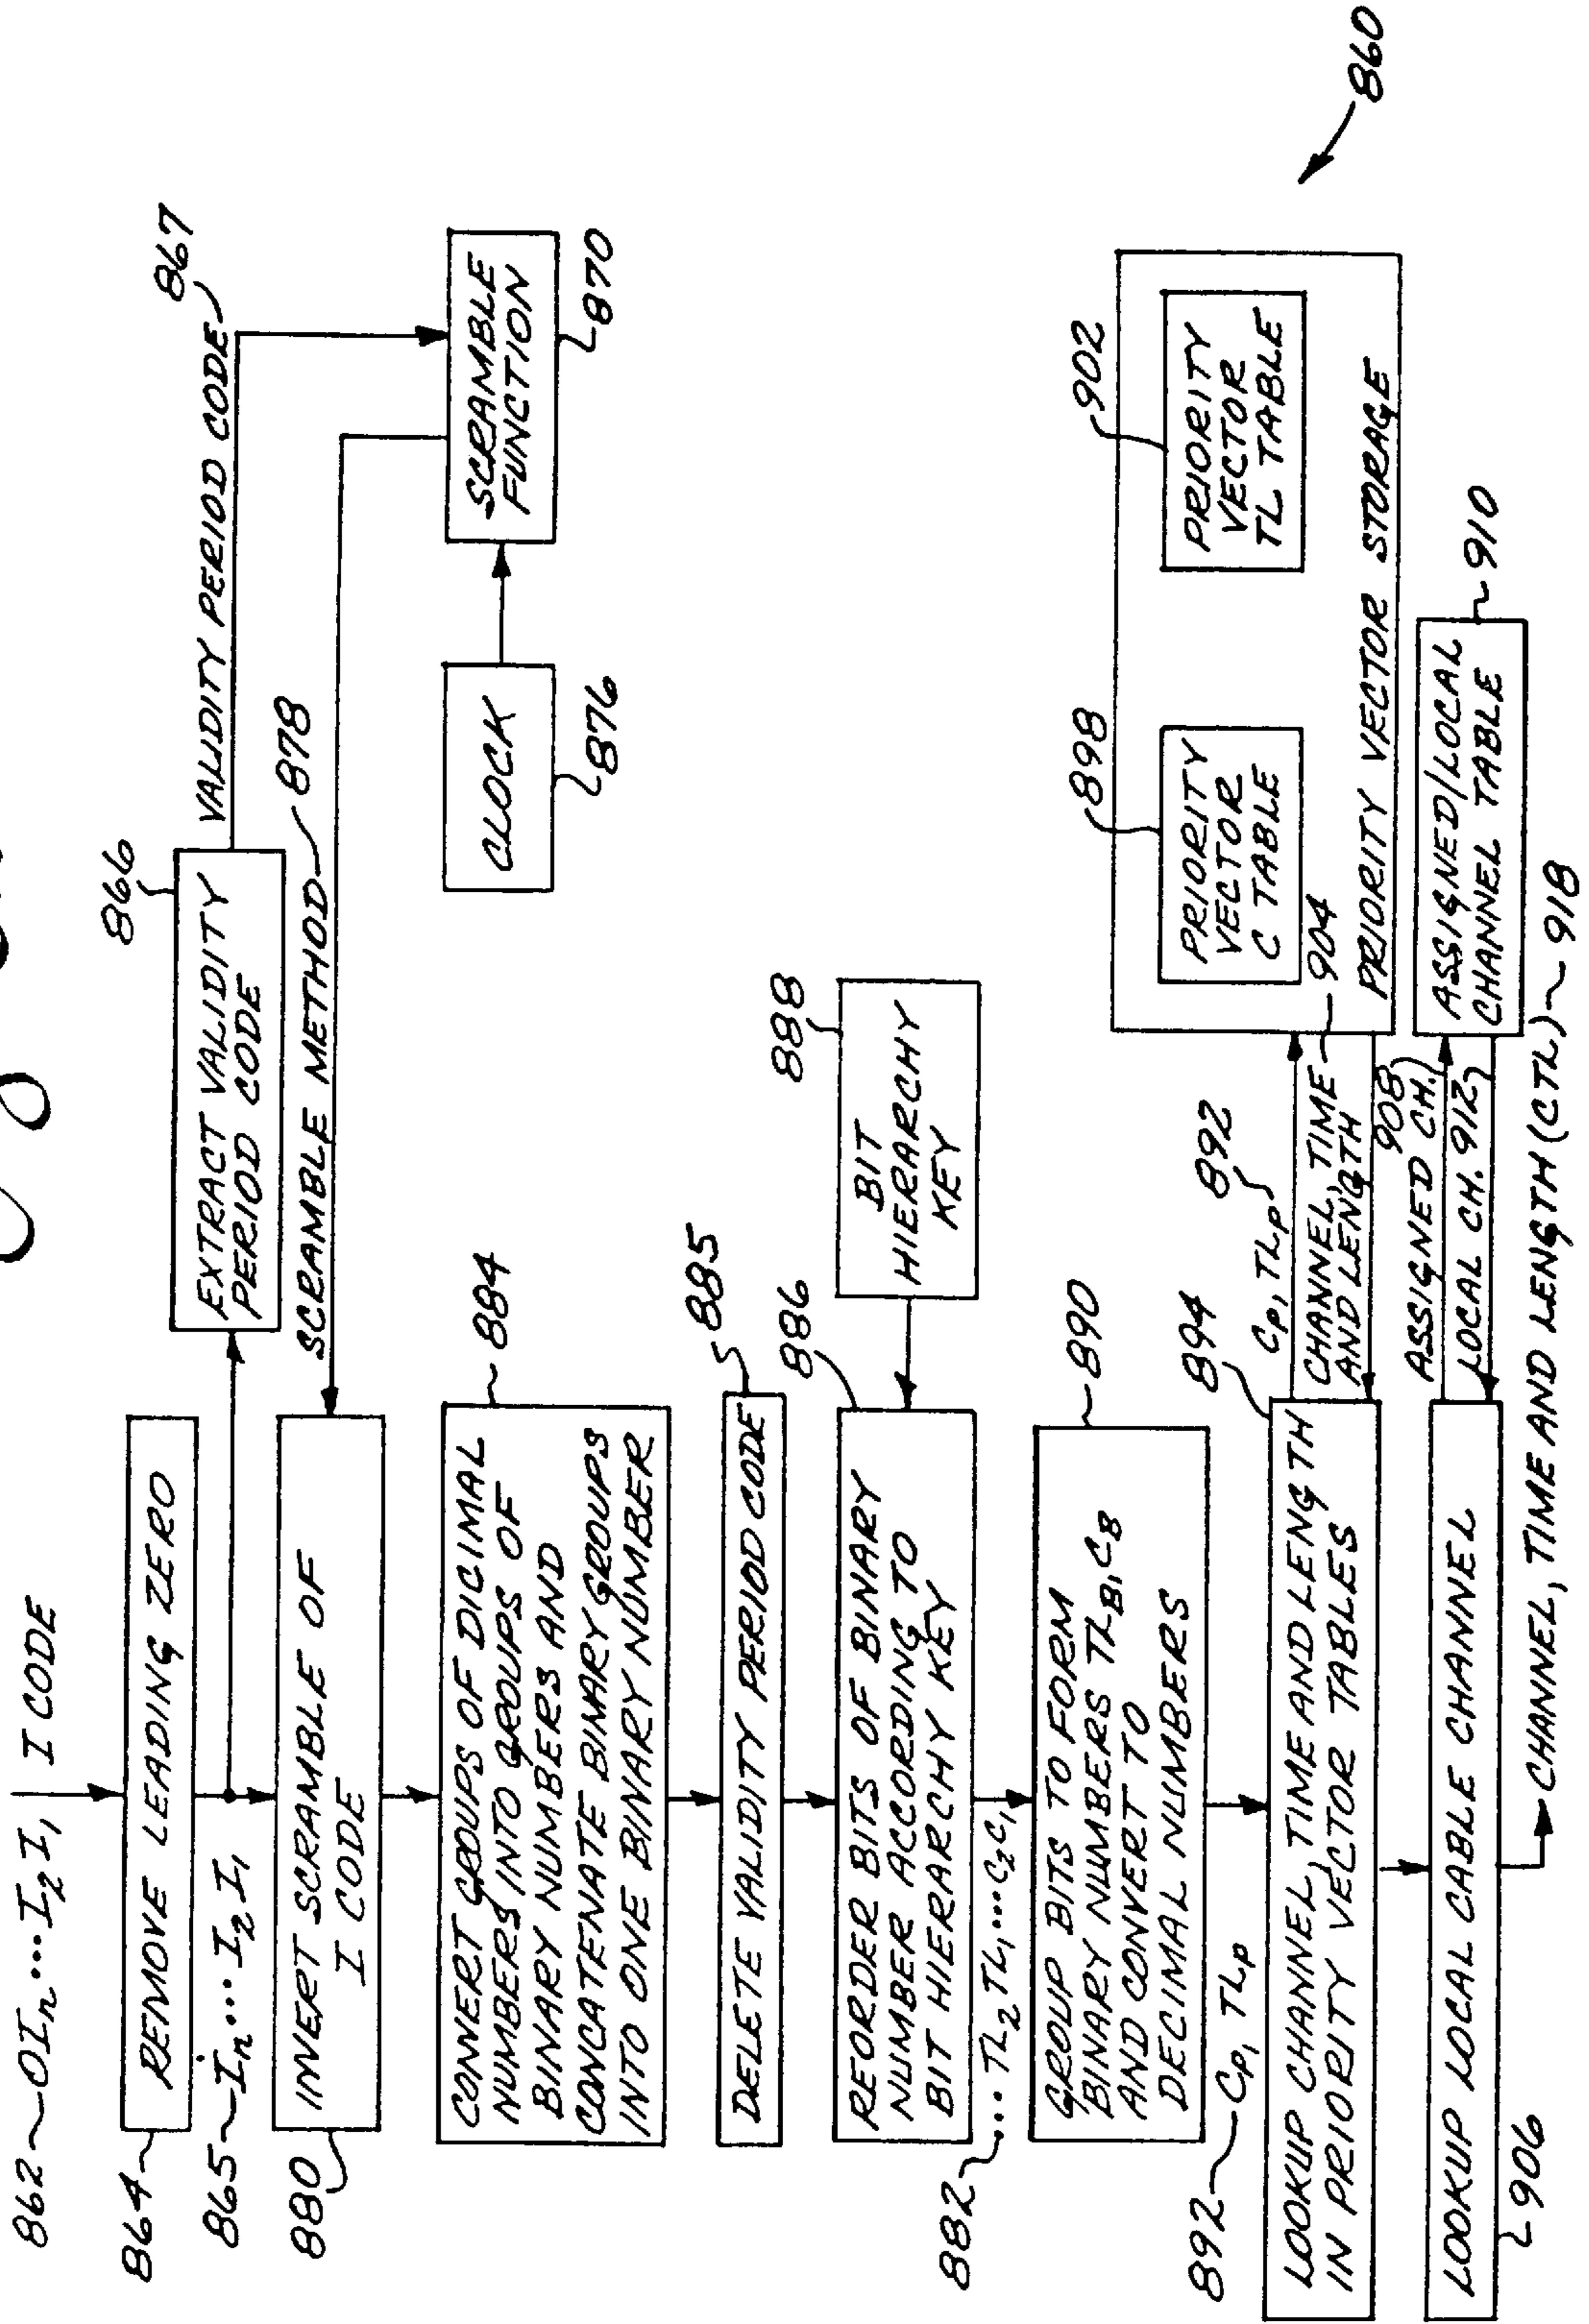 862~OIn...I2I1 I CODE
864
REMOVE LEADING ZERO
865~In...I2I1
866
EXTRACT VALIDITY
PERIOD CODE
VALIDITY PERIOD CODE
867
880
INVERT SCRAMBLE OF
I CODE
SCRAMBLE METHOD
878
CLOCK
876
SCRAMBLE
FUNCTION
870
884
CONVERT GROUPS OF DICIMAL
NUMBERS INTO GROUPS OF
BINARY NUMBERS AND
CONCATENATE BINARY GROUPS
INTO ONE BINARY NUMBER
885
DELETE VALIDITY PERIOD CODE
886
REORDER BITS OF BINARY
NUMBER ACCORDING TO
BIT HIERARCHY KEY
888
BIT
HIERARCHY
KEY
882~...TL2TL1...C2C1
890
GROUP BITS TO FORM
BINARY NUMBERS TLB, CB
AND CONVERT TO
DECIMAL NUMBERS
892~CP, TLP
894
LOOKUP CHANNEL, TIME AND LENGTH
IN PRIORITY VECTOR TABLES
CP, TLP
892
CHANNEL, TIME
AND LENGTH
904
898
PRIORITY
VECTOR
C TABLE
902
PRIORITY
VECTOR
TL TABLE
PRIORITY VECTOR STORAGE
860
908
ASSIGNED CH.
LOCAL CH. 912
LOOKUP LOCAL CABLE CHANNEL
906
ASSIGNED/LOCAL
CHANNEL TABLE
910
CHANNEL, TIME AND LENGTH (CTL)~918